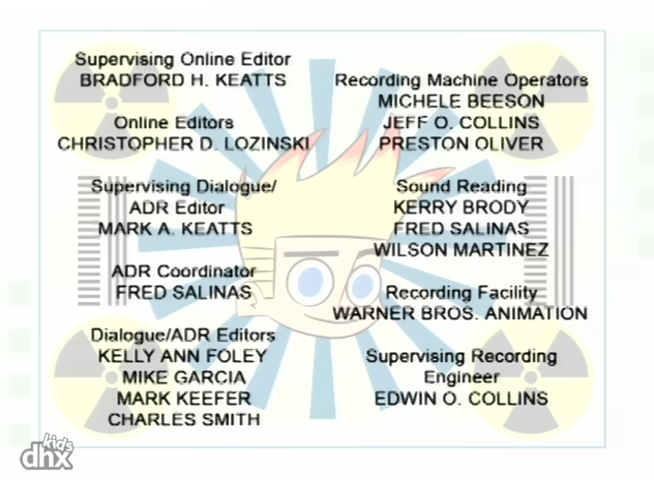 Supervising Online Editor
BRADFORD H. KEATTS
Online Editors
CHRISTOPHER D. LOZINSKI
Supervising Dialogue/
ADR Editor
MARK A. KEATTS
ADR Coordinator
FRED SALINAS
Dialogue/ADR Editors
KELLY ANN FOLEY
MIKE GARCIA
MARK KEEFER
CHARLES SMITH
Recording Machine Operators
MICHELE BEESON
JEFF O. COLLINS
PRESTON OLIVER
Sound Reading
KERRY BRODY
FRED SALINAS
WILSON MARTINEZ
Recording Facility
WARNER BROS. ANIMATION
Supervising Recording
Engineer
EDWIN O. COLLINS
kids
dhx